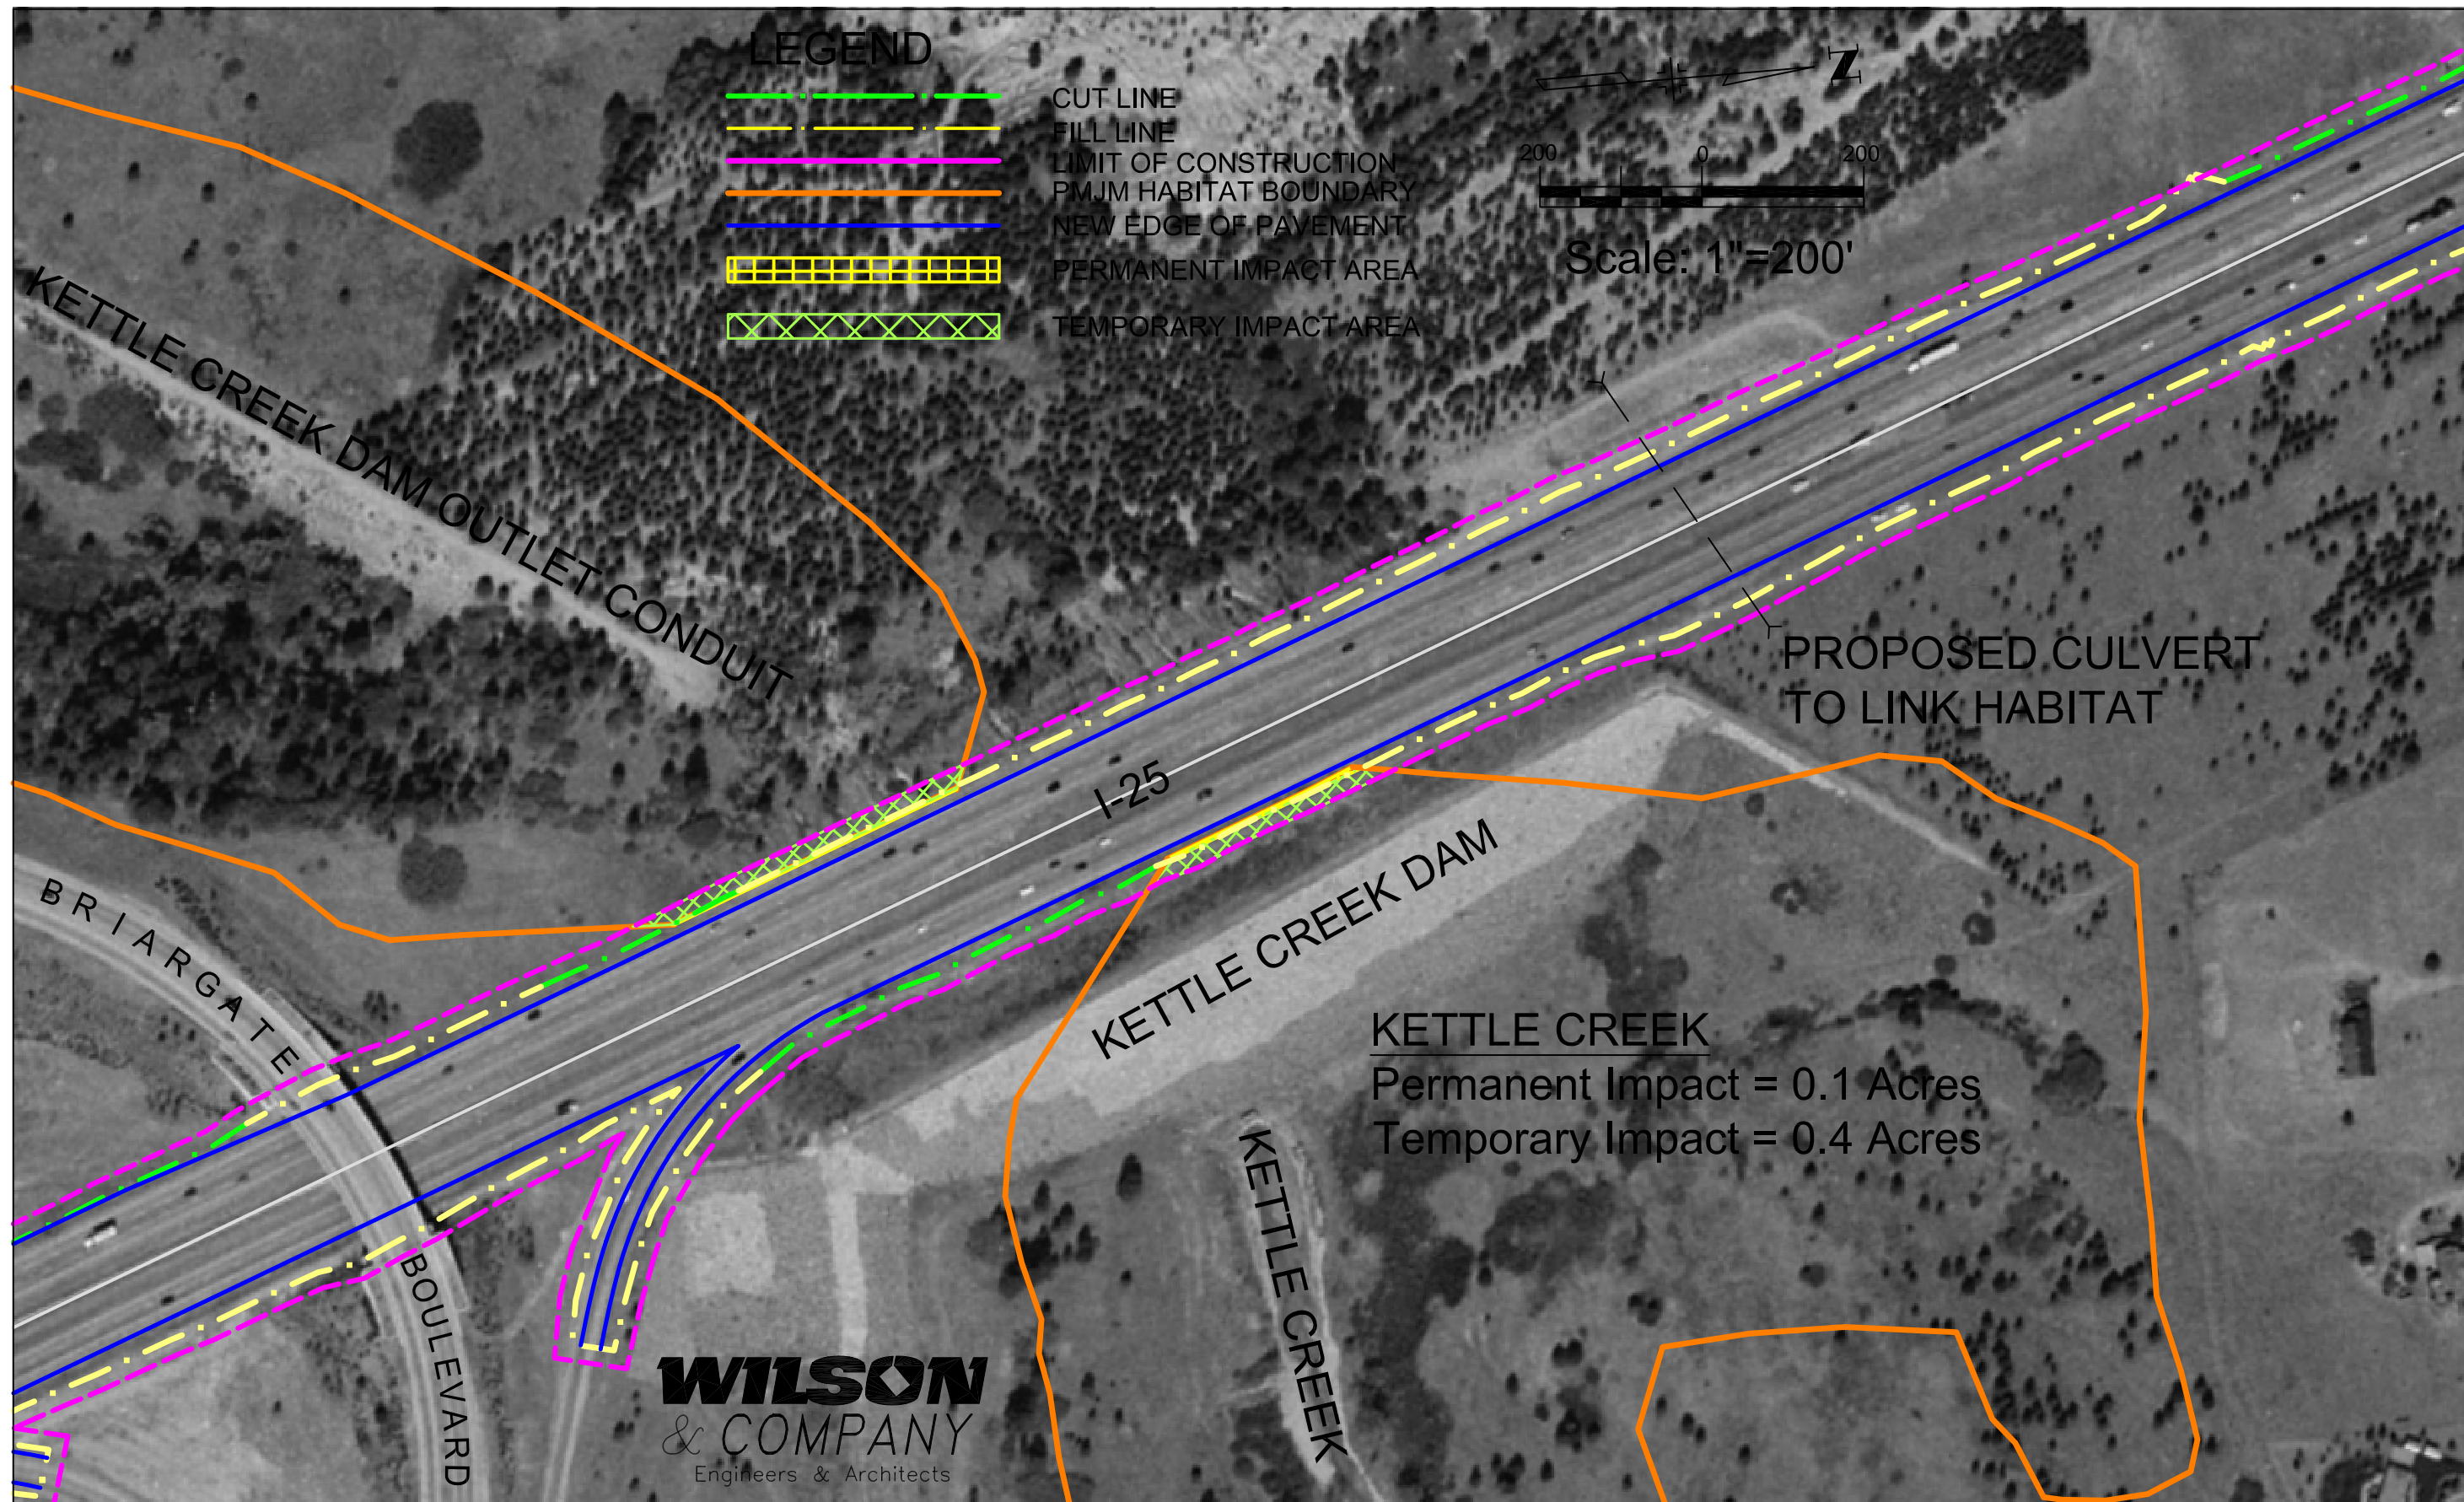 LEGEND
CUT LINE
FILL LINE
LIMIT OF CONSTRUCTION
PMJM HABITAT BOUNDARY
NEW EDGE OF PAVEMENT
PERMANENT IMPACT AREA
TEMPORARY IMPACT AREA
N
200 0 200
Scale: 1"=200'
KETTLE CREEK DAM OUTLET CONDUIT
PROPOSED CULVERT
TO LINK HABITAT
I-25
KETTLE CREEK DAM
BRIARGATE
BOULEVARD
KETTLE CREEK
Permanent Impact = 0.1 Acres
Temporary Impact = 0.4 Acres
KETTLE CREEK
WILSON
& COMPANY
Engineers & Architects